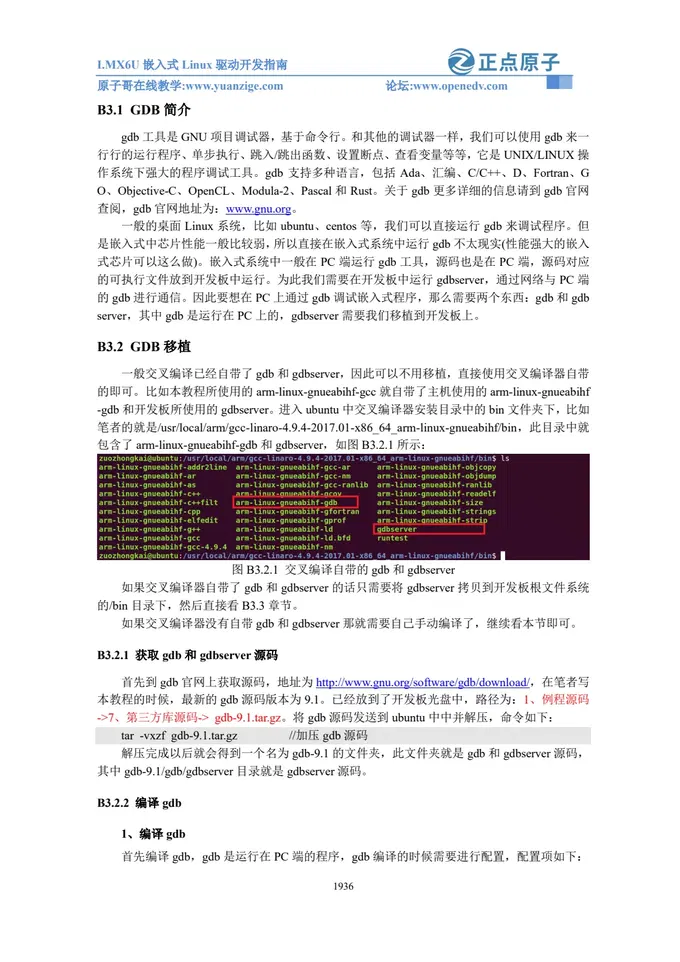 I.MX6U 嵌入式 Linux 驱动开发指南
正点原子
原子哥在线教学:www.yuanzige.com 论坛:www.openedv.com
B3.1 GDB 简介
gdb 工具是 GNU 项目调试器，基于命令行。和其他的调试器一样，我们可以使用 gdb 来一
行行的运行程序、单步执行、跳入/跳出函数、设置断点、查看变量等等，它是 UNIX/LINUX 操
作系统下强大的程序调试工具。gdb 支持多种语言，包括 Ada、汇编、C/C++、D、Fortran、G
O、Objective-C、OpenCL、Modula-2、Pascal 和 Rust。关于 gdb 更多详细的信息请到 gdb 官网
查阅，gdb 官网地址为：www.gnu.org。
一般的桌面 Linux 系统，比如 ubuntu、centos 等，我们可以直接运行 gdb 来调试程序。但
是嵌入式中芯片性能一般比较弱，所以直接在嵌入式系统中运行 gdb 不太现实(性能强大的嵌入
式芯片可以这么做)。嵌入式系统中一般在 PC 端运行 gdb 工具，源码也是在 PC 端，源码对应
的可执行文件放到开发板中运行。为此我们需要在开发板中运行 gdbserver，通过网络与 PC 端
的 gdb 进行通信。因此要想在 PC 上通过 gdb 调试嵌入式程序，那么需要两个东西：gdb 和 gdb
server，其中 gdb 是运行在 PC 上的，gdbserver 需要我们移植到开发板上。
B3.2 GDB 移植
一般交叉编译已经自带了 gdb 和 gdbserver，因此可以不用移植，直接使用交叉编译器自带
的即可。比如本教程所使用的 arm-linux-gnueabihf-gcc 就自带了主机使用的 arm-linux-gnueabihf
-gdb 和开发板所使用的 gdbserver。进入 ubuntu 中交叉编译器安装目录中的 bin 文件夹下，比如
笔者的就是/usr/local/arm/gcc-linaro-4.9.4-2017.01-x86_64_arm-linux-gnueabihf/bin，此目录中就
包含了 arm-linux-gnueabihf-gdb 和 gdbserver，如图 B3.2.1 所示：
zuozhongkai@ubuntu:/usr/local/arm/gcc-linaro-4.9.4-2017.01-x86_64_arm-linux-gnueabihf/bin$ ls
arm-linux-gnueabihf-addr2line arm-linux-gnueabihf-gcc-ar arm-linux-gnueabihf-objcopy
arm-linux-gnueabihf-ar arm-linux-gnueabihf-gcc-nm arm-linux-gnueabihf-objdump
arm-linux-gnueabihf-as arm-linux-gnueabihf-gcc-ranlib arm-linux-gnueabihf-ranlib
arm-linux-gnueabihf-c++ arm-linux-gnueabihf-gcov arm-linux-gnueabihf-readelf
arm-linux-gnueabihf-c++filt arm-linux-gnueabihf-gdb arm-linux-gnueabihf-size
arm-linux-gnueabihf-cpp arm-linux-gnueabihf-gfortran arm-linux-gnueabihf-strings
arm-linux-gnueabihf-elfedit arm-linux-gnueabihf-gprof arm-linux-gnueabihf-strip
arm-linux-gnueabihf-g++ arm-linux-gnueabihf-ld gdbserver
arm-linux-gnueabihf-gcc arm-linux-gnueabihf-ld.bfd runtest
arm-linux-gnueabihf-gcc-4.9.4 arm-linux-gnueabihf-nm
zuozhongkai@ubuntu:/usr/local/arm/gcc-linaro-4.9.4-2017.01-x86_64_arm-linux-gnueabihf/bin$
图 B3.2.1 交叉编译自带的 gdb 和 gdbserver
如果交叉编译器自带了 gdb 和 gdbserver 的话只需要将 gdbserver 拷贝到开发板根文件系统
的/bin 目录下，然后直接看 B3.3 章节。
如果交叉编译器没有自带 gdb 和 gdbserver 那就需要自己手动编译了，继续看本节即可。
B3.2.1 获取 gdb 和 gdbserver 源码
首先到 gdb 官网上获取源码，地址为 http://www.gnu.org/software/gdb/download/，在笔者写
本教程的时候，最新的 gdb 源码版本为 9.1。已经放到了开发板光盘中，路径为：1、例程源码
->7、第三方库源码-> gdb-9.1.tar.gz。将 gdb 源码发送到 ubuntu 中中并解压，命令如下：
tar -vxzf gdb-9.1.tar.gz //加压 gdb 源码
解压完成以后就会得到一个名为 gdb-9.1 的文件夹，此文件夹就是 gdb 和 gdbserver 源码，
其中 gdb-9.1/gdb/gdbserver 目录就是 gdbserver 源码。
B3.2.2 编译 gdb
1、编译 gdb
首先编译 gdb，gdb 是运行在 PC 端的程序，gdb 编译的时候需要进行配置，配置项如下：
1936